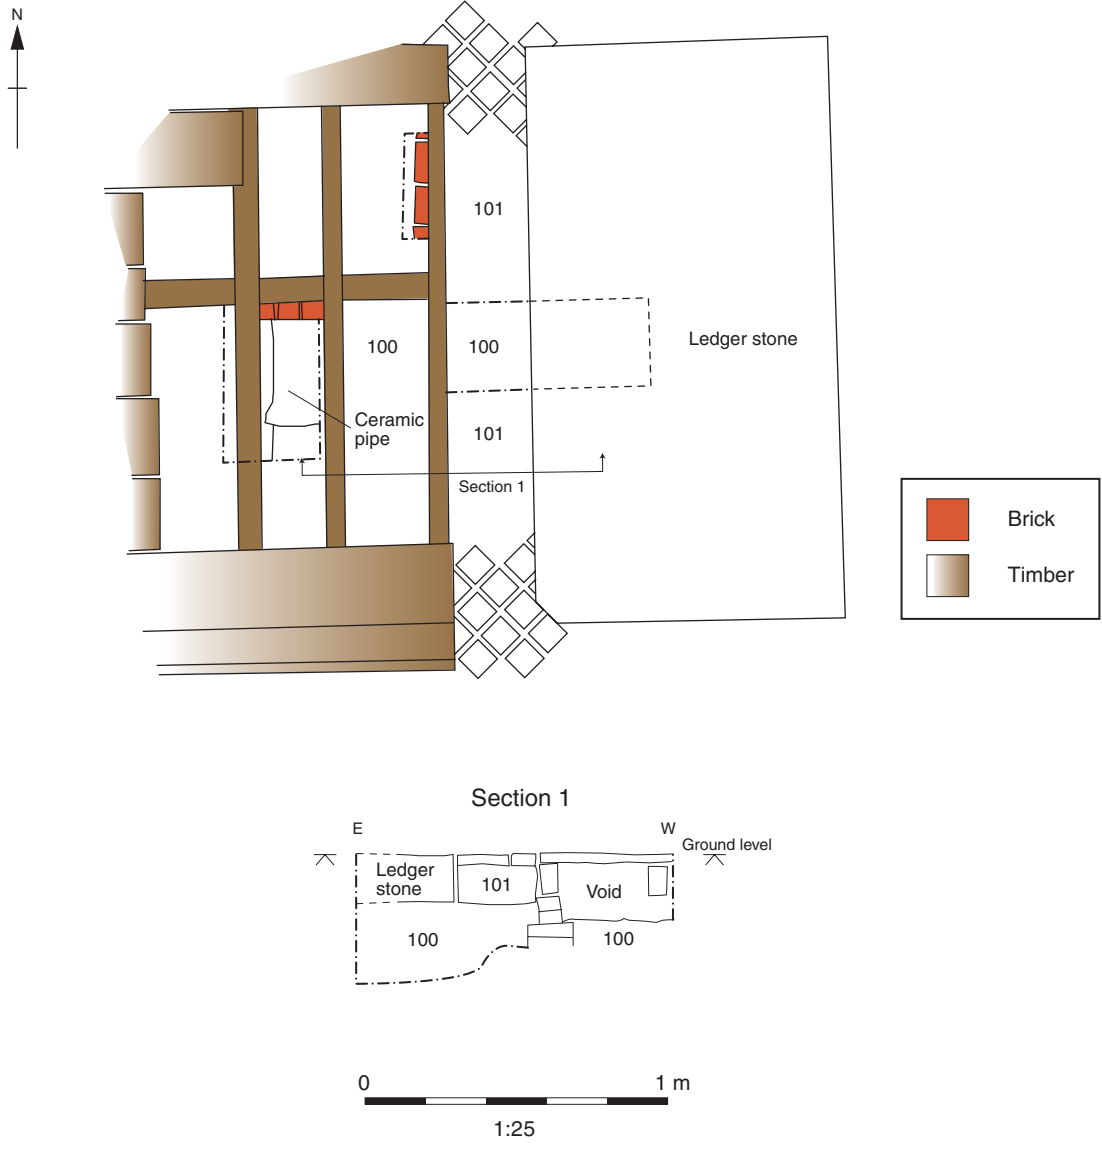 N
101
100
100
Ledger stone
Ceramic
pipe
101
Section 1
Brick
Timber
Section 1
E
W
Ground level
Ledger
stone
101
Void
100
100
0
1 m
1:25